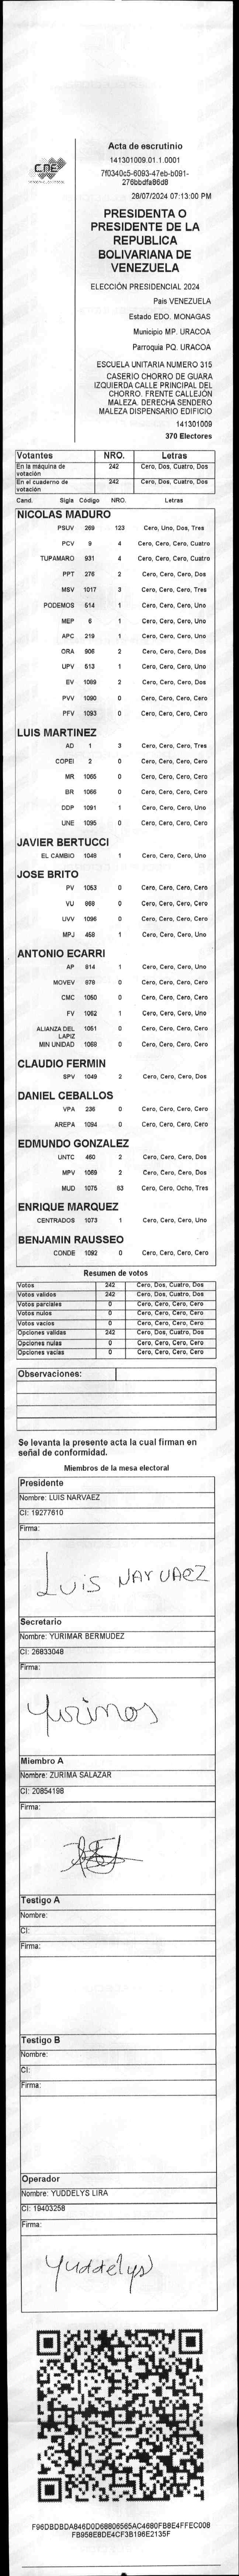 Acta de escrutinio
141301009.01.1.0001
7f0340c5-6093-47eb-b091-
276bbdfa86d8
28/07/2024 07:13:00 PM
CNE
PRESIDENTA O
PRESIDENTE DE LA
REPUBLICA
BOLIVARIANA DE
VENEZUELA
ELECCIÓN PRESIDENCIAL 2024
Pais VENEZUELA
Estado EDO. MONAGAS
Municipio MP. URACOA
Parroquia PQ. URACOA
ESCUELA UNITARIA NUMERO 315
CASERIO CHORRO DE GUARA
IZQUIERDA CALLE PRINCIPAL DEL
CHORRO. FRENTE CALLEJÓN
MALEZA. DERECHA SENDERO
MALEZA DISPENSARIO EDIFICIO
141301009
370 Electores
Votantes NRO. Letras
En la máquina de votación 242 Cero, Dos, Cuatro, Dos
En el cuaderno de votación 242 Cero, Dos, Cuatro, Dos
Cand. Sigla Código NRO. Letras
NICOLAS MADURO
PSUV 269 123 Cero, Uno, Dos, Tres
PCV 9 4 Cero, Cero, Cero, Cuatro
TUPAMARO 931 4 Cero, Cero, Cero, Cuatro
PPT 276 2 Cero, Cero, Cero, Dos
MSV 1017 3 Cero, Cero, Cero, Tres
PODEMOS 514 1 Cero, Cero, Cero, Uno
MEP 6 1 Cero, Cero, Cero, Uno
APC 219 1 Cero, Cero, Cero, Uno
ORA 906 2 Cero, Cero, Cero, Dos
UPV 513 1 Cero, Cero, Cero, Uno
EV 1089 2 Cero, Cero, Cero, Dos
PVV 1090 0 Cero, Cero, Cero, Cero
PFV 1093 0 Cero, Cero, Cero, Cero
LUIS MARTINEZ
AD 1 3 Cero, Cero, Cero, Tres
COPEI 2 0 Cero, Cero, Cero, Cero
MR 1065 0 Cero, Cero, Cero, Cero
BR 1066 0 Cero, Cero, Cero, Cero
DDP 1091 1 Cero, Cero, Cero, Uno
UNE 1095 0 Cero, Cero, Cero, Cero
JAVIER BERTUCCI
EL CAMBIO 1048 1 Cero, Cero, Cero, Uno
JOSE BRITO
PV 1053 0 Cero, Cero, Cero, Cero
VU 868 0 Cero, Cero, Cero, Cero
UVV 1096 0 Cero, Cero, Cero, Cero
MPJ 458 1 Cero, Cero, Cero, Uno
ANTONIO ECARRI
AP 814 1 Cero, Cero, Cero, Uno
MOVEV 878 0 Cero, Cero, Cero, Cero
CMC 1050 0 Cero, Cero, Cero, Cero
FV 1062 1 Cero, Cero, Cero, Uno
ALIANZA DEL LAPIZ 1051 0 Cero, Cero, Cero, Cero
MIN UNIDAD 1068 0 Cero, Cero, Cero, Cero
CLAUDIO FERMIN
SPV 1049 2 Cero, Cero, Cero, Dos
DANIEL CEBALLOS
VPA 236 0 Cero, Cero, Cero, Cero
AREPA 1094 0 Cero, Cero, Cero, Cero
EDMUNDO GONZALEZ
UNTC 460 2 Cero, Cero, Cero, Dos
MPV 1069 2 Cero, Cero, Cero, Dos
MUD 1075 83 Cero, Cero, Ocho, Tres
ENRIQUE MARQUEZ
CENTRADOS 1073 1 Cero, Cero, Cero, Uno
BENJAMIN RAUSSEO
CONDE 1092 0 Cero, Cero, Cero, Cero
Resumen de votos
Votos 242 Cero, Dos, Cuatro, Dos
Votos validos 242 Cero, Dos, Cuatro, Dos
Votos parciales 0 Cero, Cero, Cero, Cero
Votos nulos 0 Cero, Cero, Cero, Cero
Votos vacios 0 Cero, Cero, Cero, Cero
Opciones validas 242 Cero, Dos, Cuatro, Dos
Opciones nulas 0 Cero, Cero, Cero, Cero
Opciones vacias 0 Cero, Cero, Cero, Cero
Observaciones:
Se levanta la presente acta la cual firman en
señal de conformidad.
Miembros de la mesa electoral
Presidente
Nombre: LUIS NARVAEZ
CI: 19277610
Firma:
Luis NARVAEZ
Secretario
Nombre: YURIMAR BERMUDEZ
CI: 26833048
Firma:
Miembro A
Nombre: ZURIMA SALAZAR
CI: 20854198
Firma:
Testigo A
Nombre:
CI:
Firma:
Testigo B
Nombre:
CI:
Firma:
Operador
Nombre: YUDDELYS LIRA
CI: 19403258
Firma:
Yuddelys
F96DBDBDA846D0D68806565AC4680FB8E4FFEC008
FB958EBDE4CF3B196E2135F